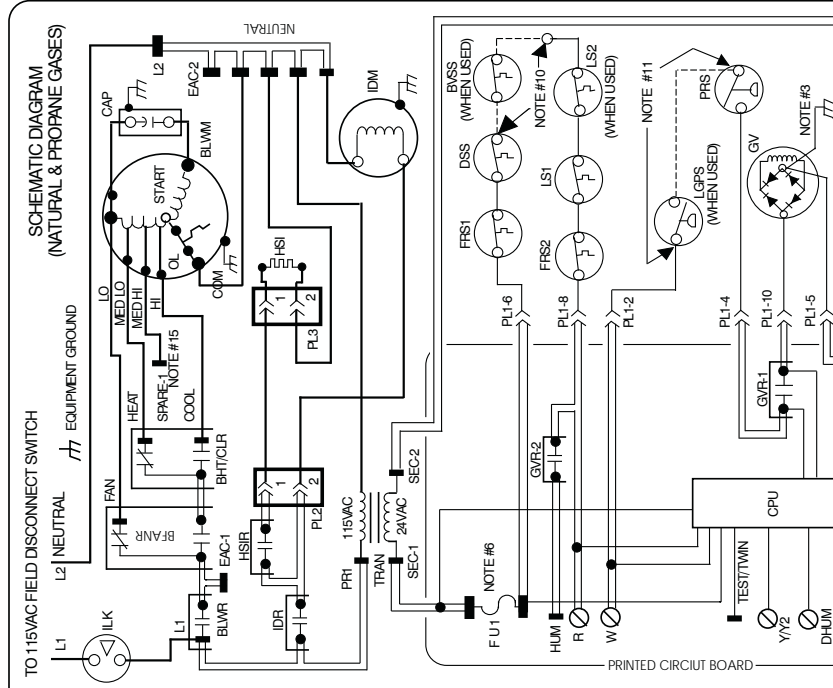 SCHEMATIC DIAGRAM
(NATURAL & PROPANE GASES)
TO 115VAC FIELD DISCONNECT SWITCH
L1
L2
NEUTRAL
EQUIPMENT GROUND
ILK
L2
NEUTRAL
EAC-2
CAP
BLWM
START
OL
COM
LO
MED LO
MED HI
HI
FAN
HEAT
SPARE-1
NOTE #15
COOL
BHT/CLR
BFANR
EAC-1
L1
BLWR
IDM
HSI
1
2
PL3
1
2
PL2
HSIR
IDR
PR1
115VAC
24VAC
TRAN
SEC-1
SEC-2
BVSS
(WHEN USED)
NOTE #10
LS2
(WHEN USED)
DSS
LS1
FRS1
FRS2
NOTE #11
PRS
LGPS
(WHEN USED)
NOTE #3
GV
PL1-6
PL1-8
PL1-2
PL1-4
PL1-10
PL1-5
GVR-1
GVR-2
CPU
NOTE #6
F U 1
HUM
R
W
TEST/TWIN
Y/Y2
DHUM
PRINTED CIRCIUT BOARD